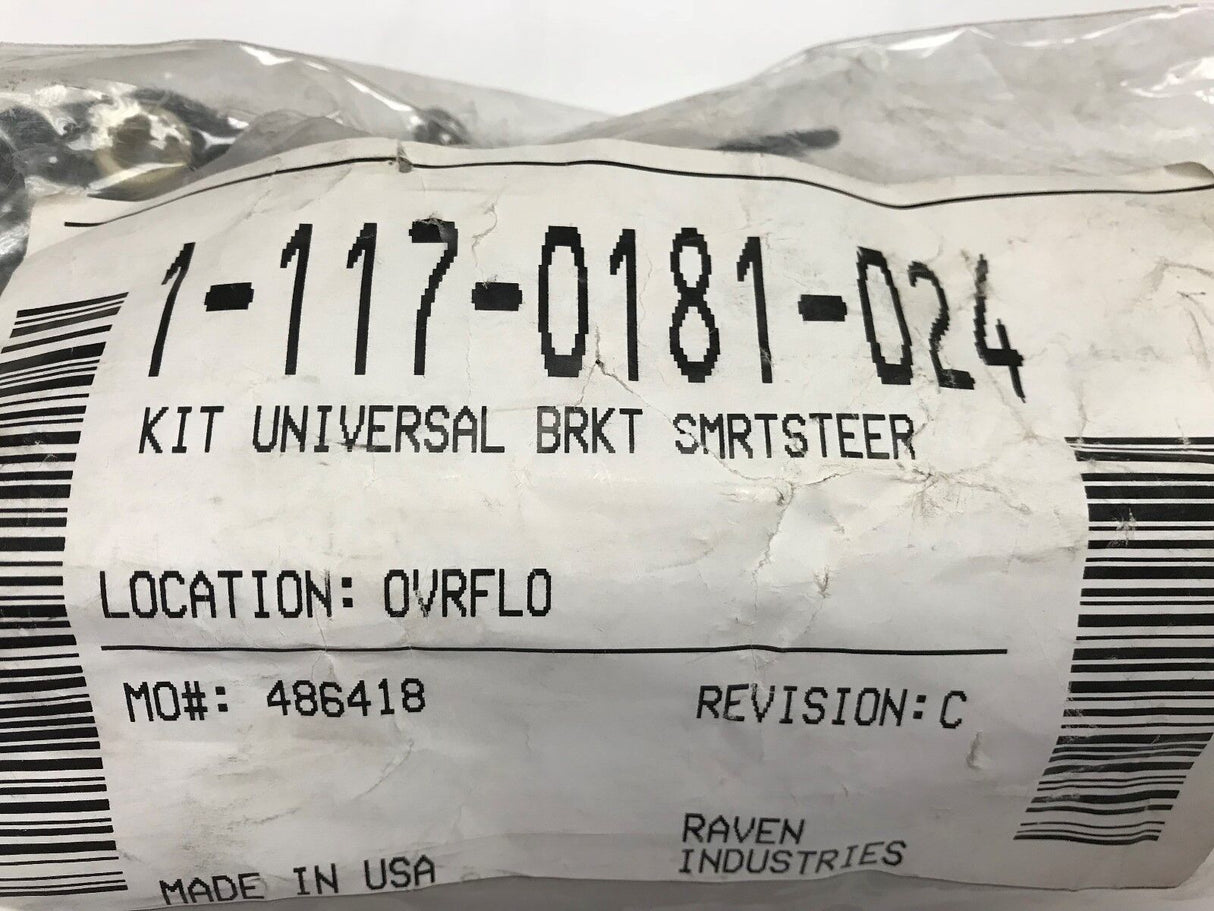 1-117-0181-024
KIT UNIVERSAL BRKT SMRTSTEER
LOCATION: OVRFLO
MO#: 486418
REVISION: C
RAVEN
INDUSTRIES
MADE IN USA